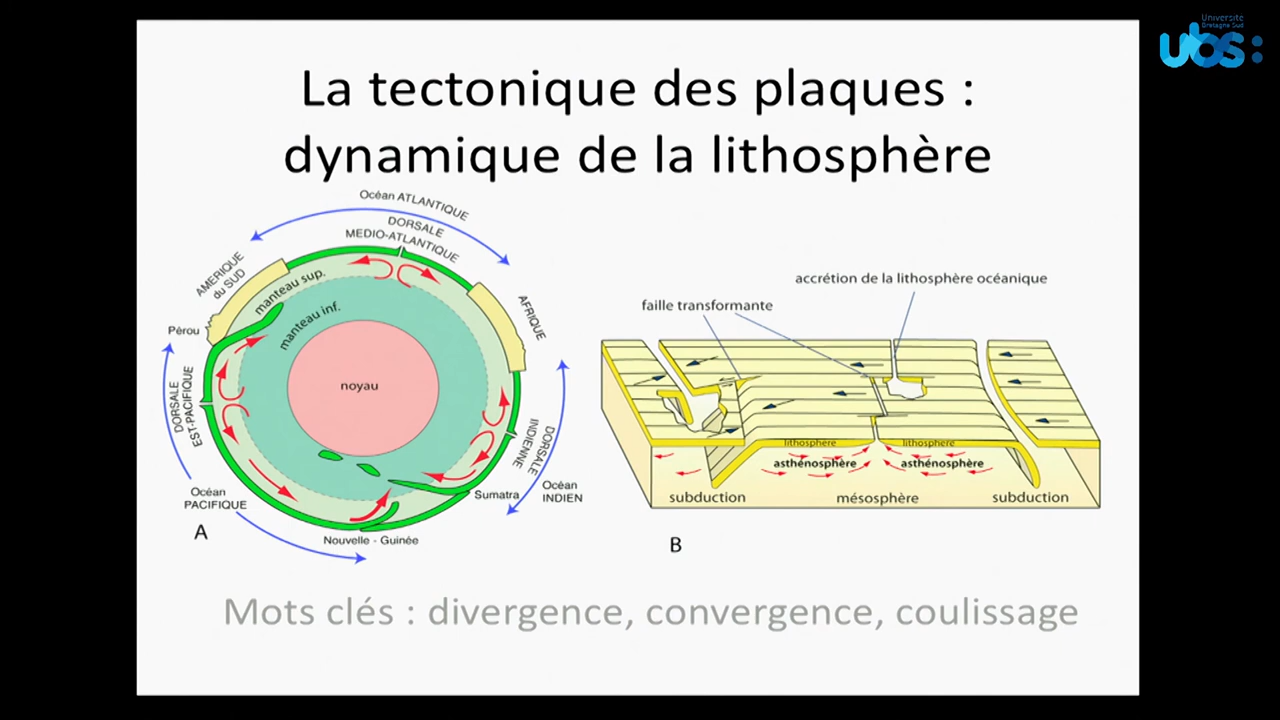 Université
Bretagne Sud
ubs:
La tectonique des plaques :
dynamique de la lithosphère
Océan ATLANTIQUE
DORSALE
MEDIO-ATLANTIQUE
AMERIQUE
du SUD
manteau sup.
manteau inf.
AFRIQUE
Pérou
noyau
DORSALE
EST-PACIFIQUE
DORSALE
INDIENNE
Océan
INDIEN
Sumatra
Océan
PACIFIQUE
Nouvelle - Guinée
A
accrétion de la lithosphère océanique
faille transformante
lithosphère
lithosphère
asthénosphère
asthénosphère
subduction
mésosphère
subduction
B
Mots clés : divergence, convergence, coulissage